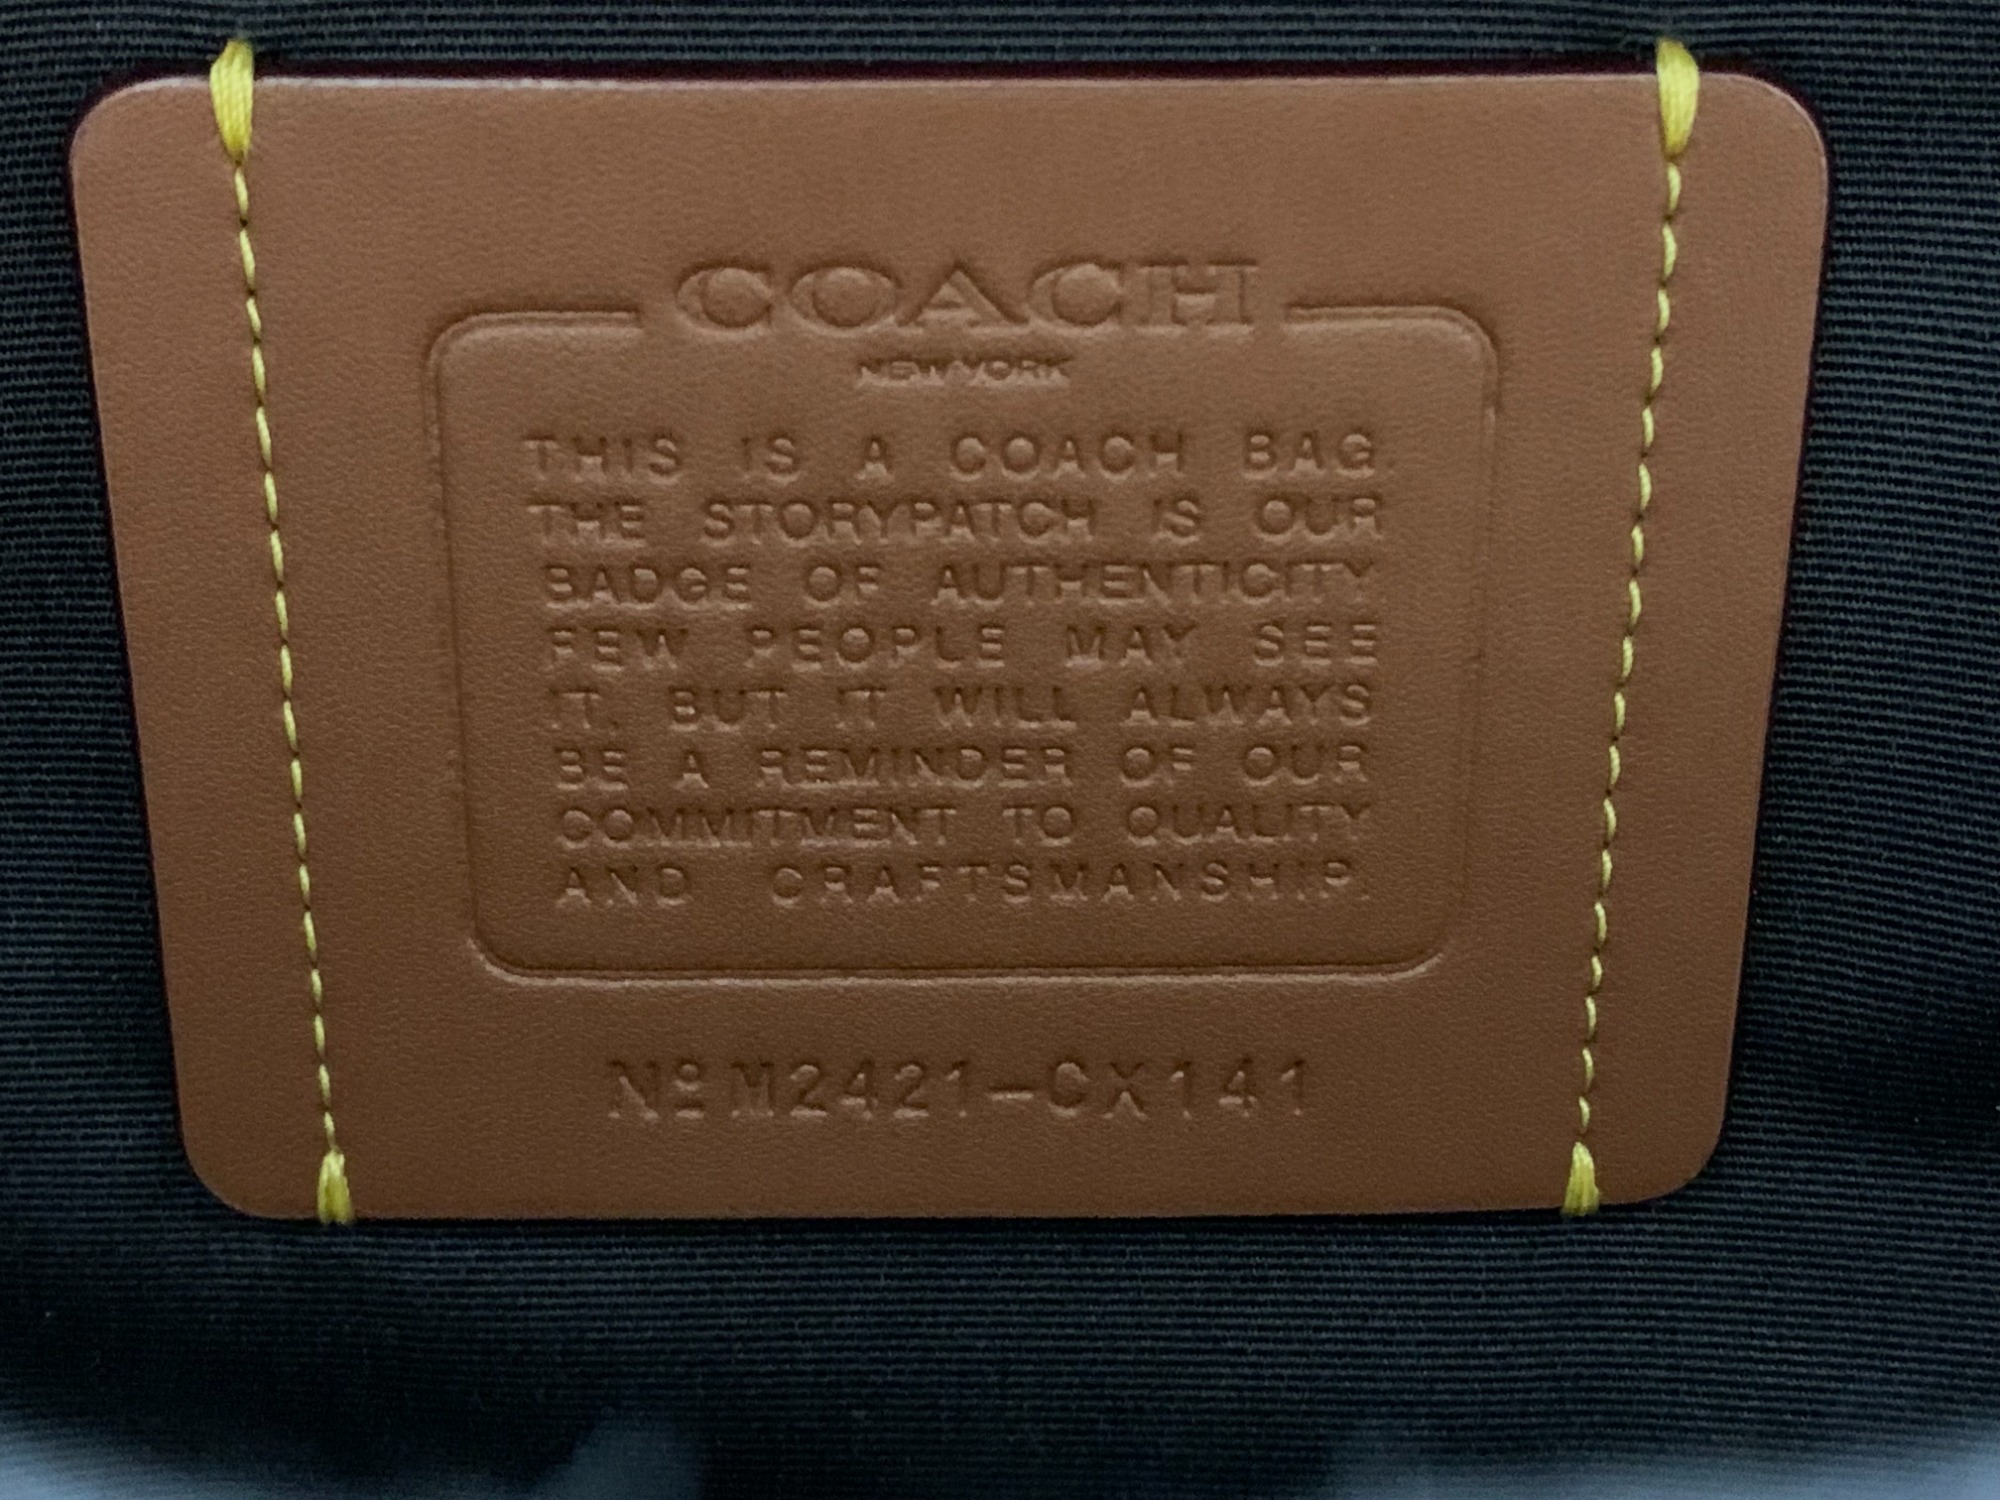 COACH
NEW YORK
THIS IS A COACH BAG.
THE STORYPATCH IS OUR
BADGE OF AUTHENTICITY
FEW PEOPLE MAY SEE
IT. BUT IT WILL ALWAYS
BE A REMINDER OF OUR
COMMITMENT TO QUALITY
AND CRAFTSMANSHIP.
Nº M2421-CX141